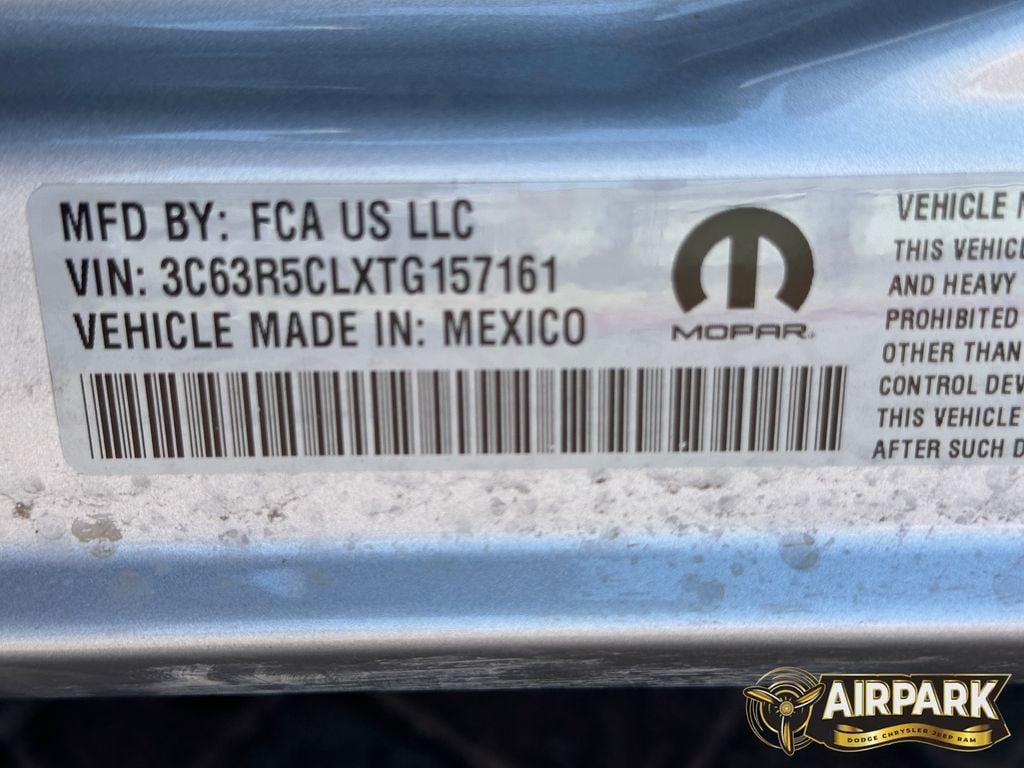 MFD BY: FCA US LLC
VIN: 3C63R5CLXTG157161
VEHICLE MADE IN: MEXICO
MOPAR
VEHICLE
THIS VEHICLE
AND HEAVY
PROHIBITED
OTHER THAN
CONTROL DEV
THIS VEHICLE
AFTER SUCH D
AIRPARK
DODGE CHRYSLER JEEP RAM